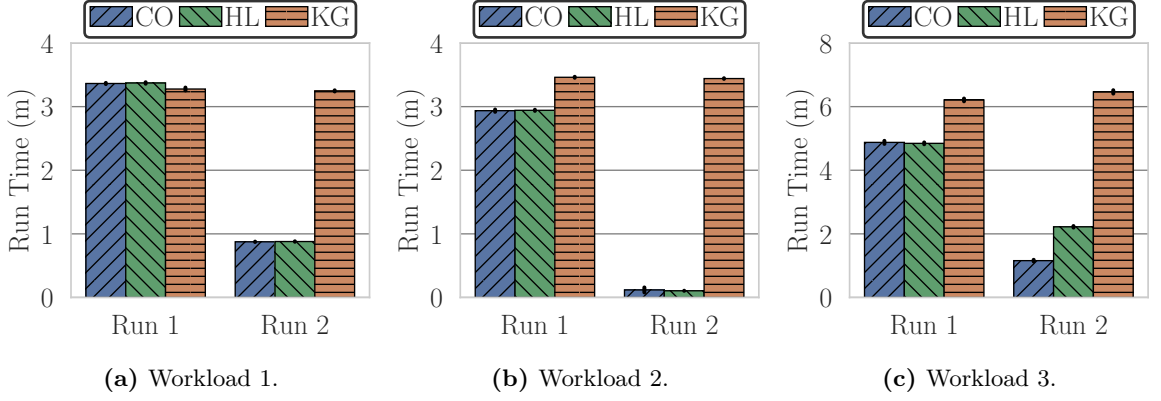 CO HL KG
Run Time (m)
4
3
2
1
0
Run 1 Run 2
(a) Workload 1.
CO HL KG
Run Time (m)
4
3
2
1
0
Run 1 Run 2
(b) Workload 2.
CO HL KG
Run Time (m)
8
6
4
2
0
Run 1 Run 2
(c) Workload 3.